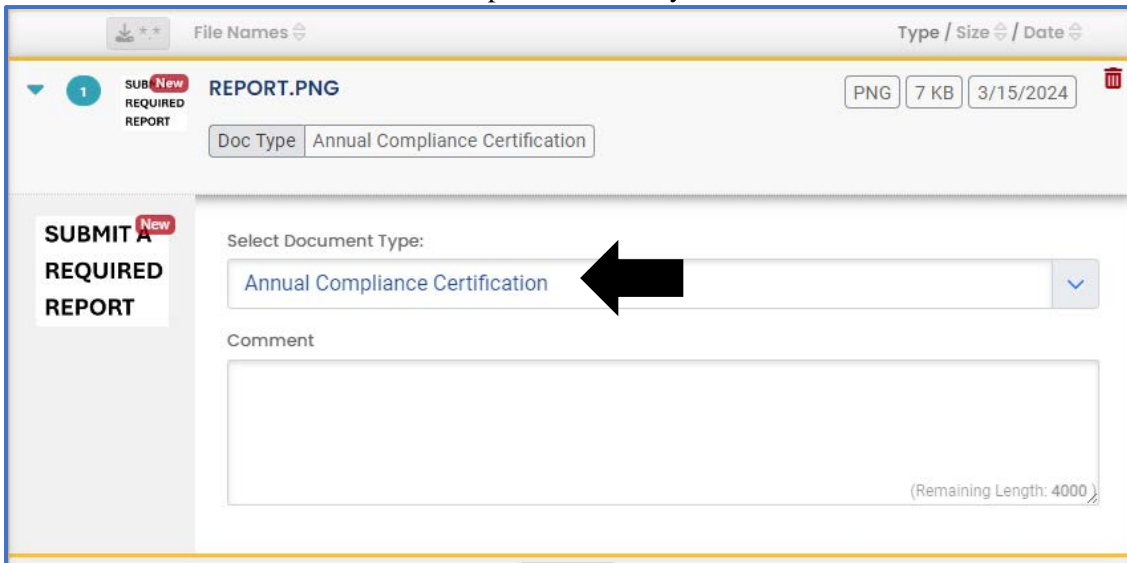 *.* File Names Type / Size / Date
1 SUB New REPORT.PNG PNG 7 KB 3/15/2024
REQUIRED
REPORT
Doc Type Annual Compliance Certification
SUBMIT A New
REQUIRED
REPORT
Select Document Type:
Annual Compliance Certification
Comment
(Remaining Length: 4000 )